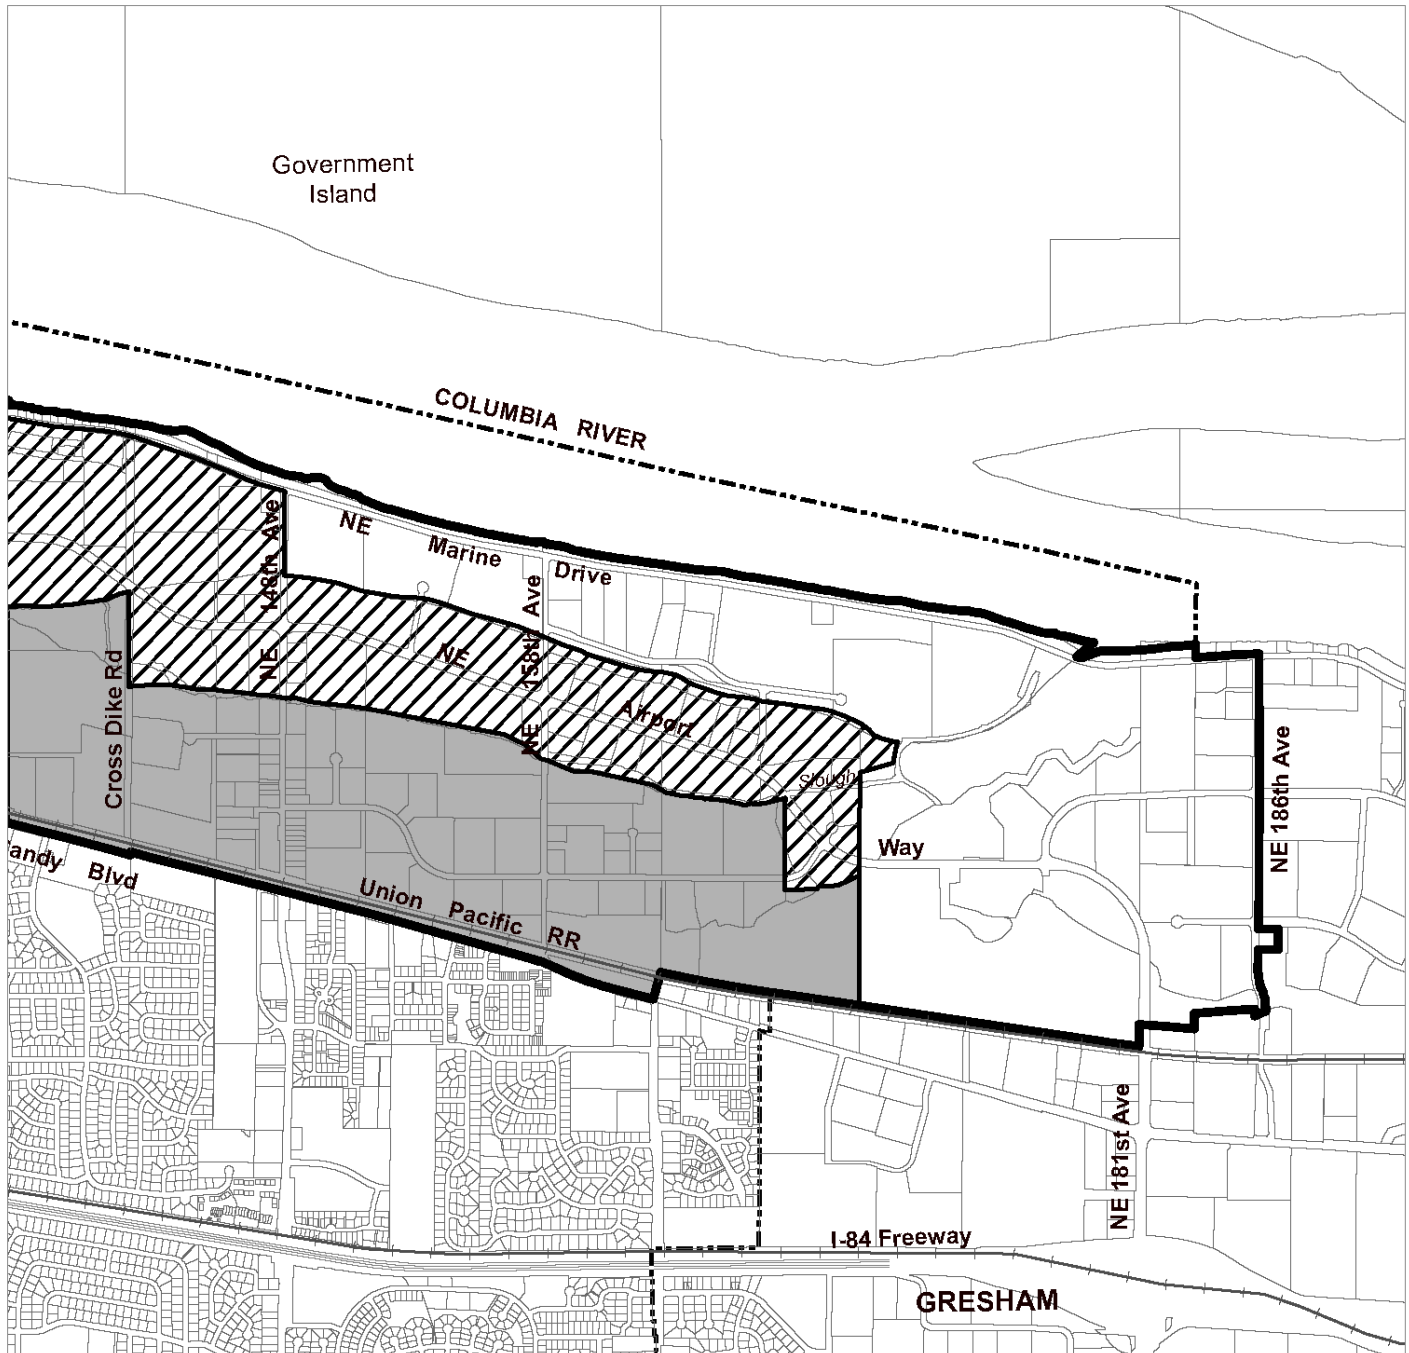 Government
Island
COLUMBIA RIVER
NE Marine Drive
NE 148th Ave
NE 158th Ave
NE Airport Way
Slough
Cross Dike Rd
NE 186th Ave
andy Blvd
Union Pacific RR
NE 181st Ave
I-84 Freeway
GRESHAM